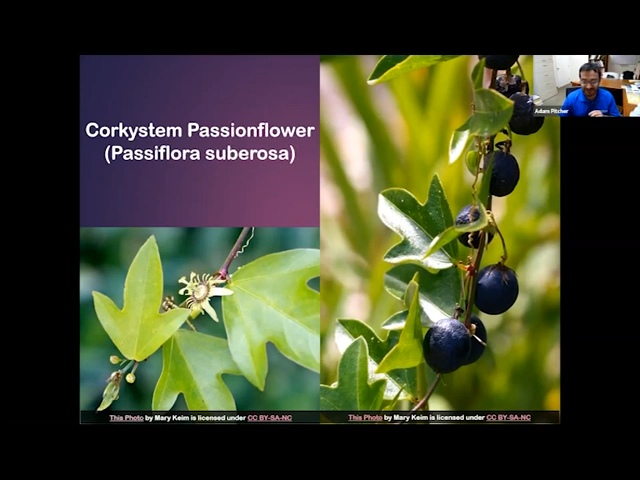 Corkystem Passionflower
(Passiflora suberosa)
Adam Pitcher
This Photo by Mary Keim is licensed under CC BY-SA-NC
This Photo by Mary Keim is licensed under CC BY-SA-NC